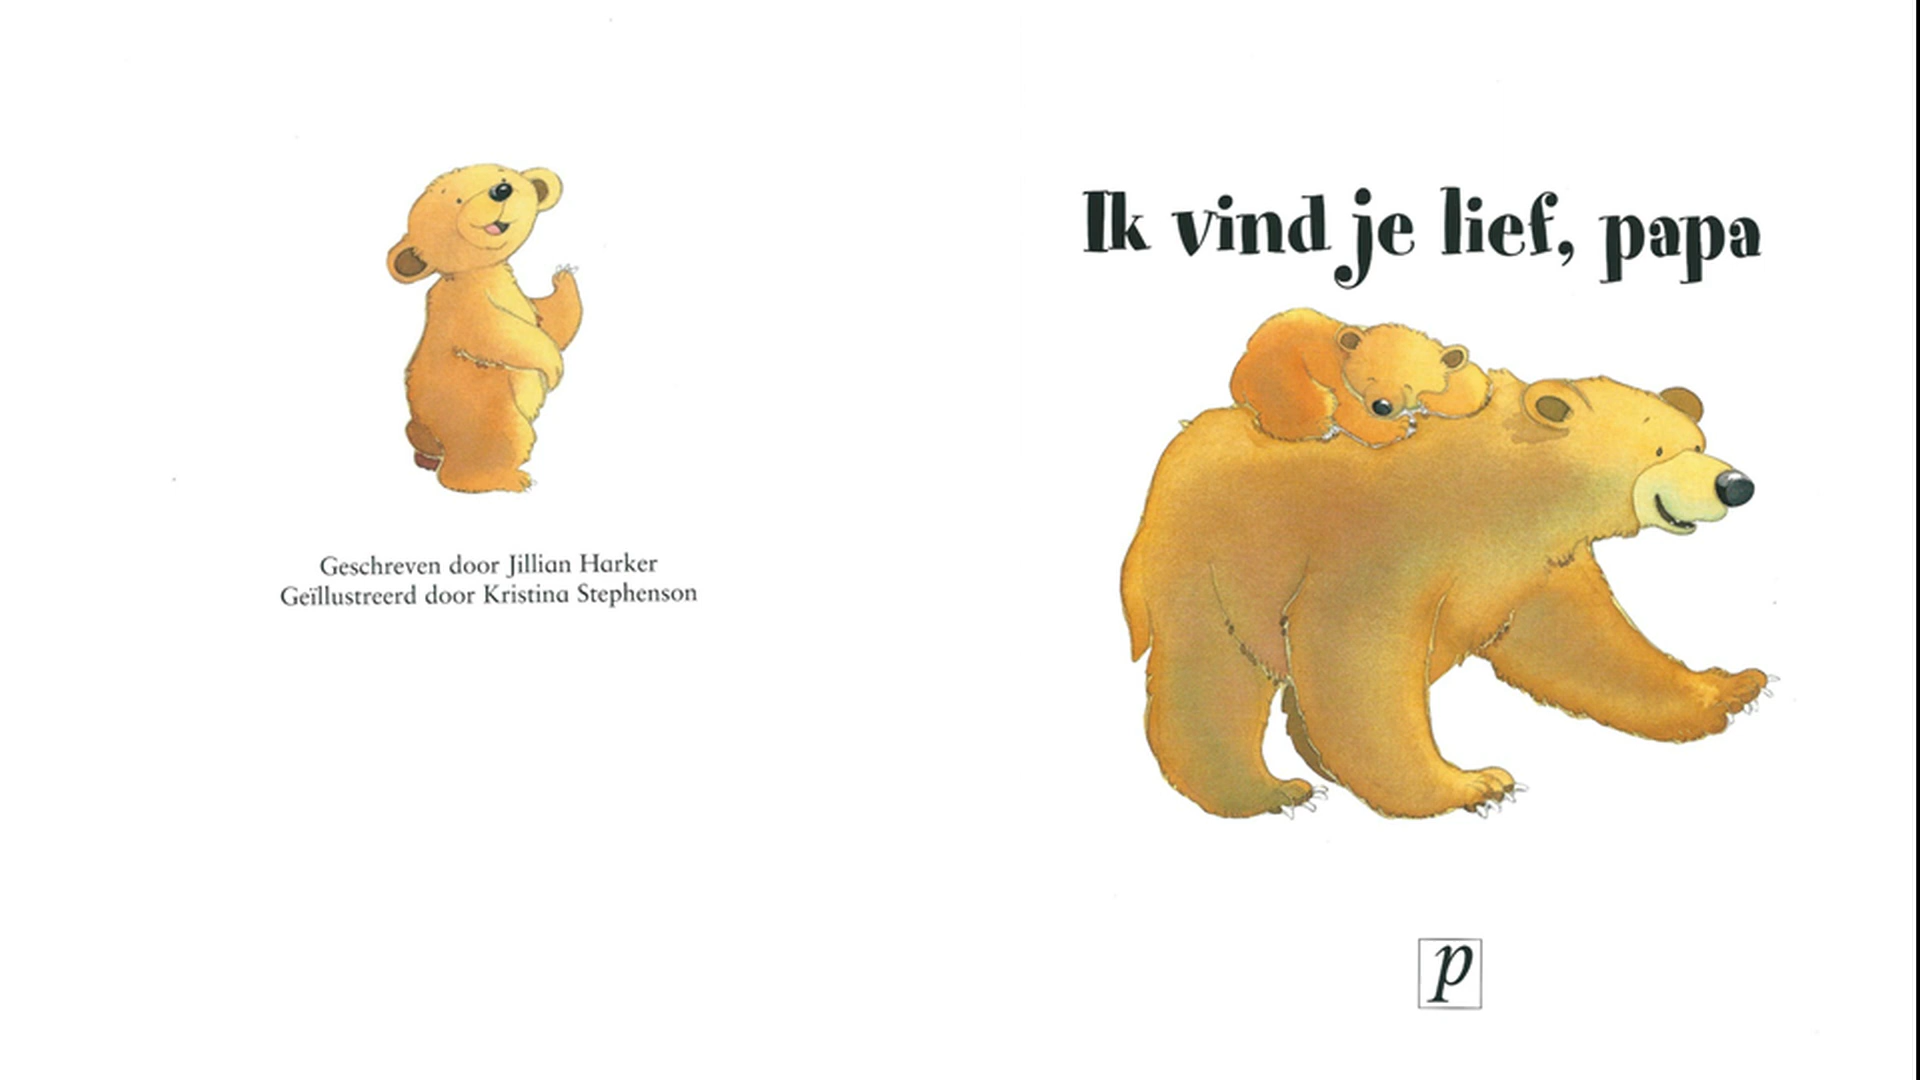 Geschreven door Jillian Harker
Geïllustreerd door Kristina Stephenson
Ik vind je lief, papa
p